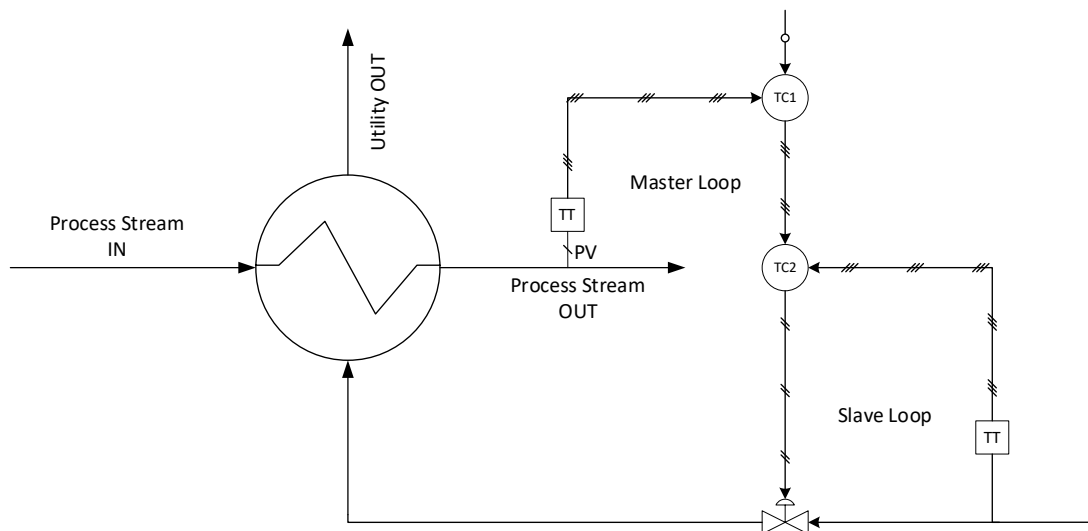 Utility OUT
TC1
Master Loop
Process Stream
IN
TT
PV
TC2
Process Stream
OUT
Slave Loop
TT